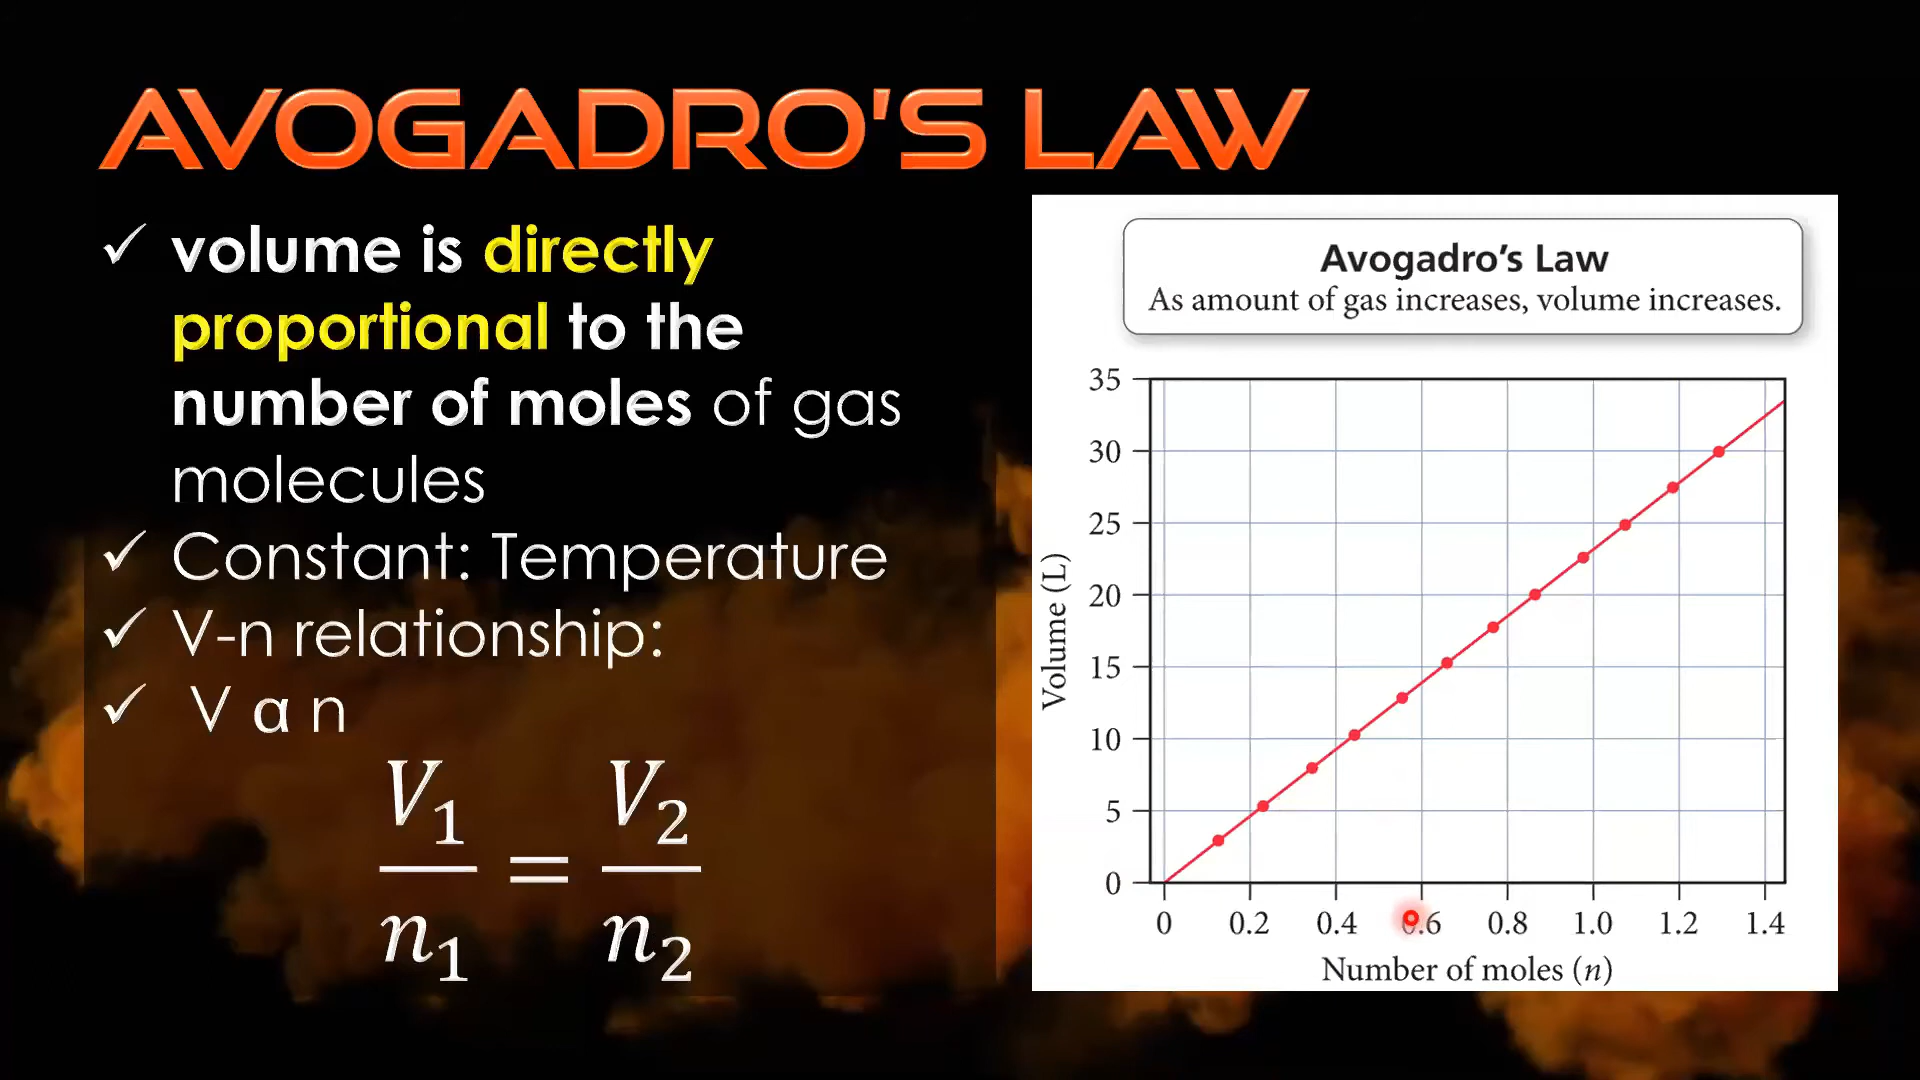 AVOGADRO'S LAW
✓ volume is directly
proportional to the
number of moles of gas
molecules
✓ Constant: Temperature
✓ V-n relationship:
✓ V α n
V₁/n₁ = V₂/n₂
Avogadro's Law
As amount of gas increases, volume increases.
35
30
25
20
15
10
5
0
Volume (L)
0 0.2 0.4 0.6 0.8 1.0 1.2 1.4
Number of moles (n)